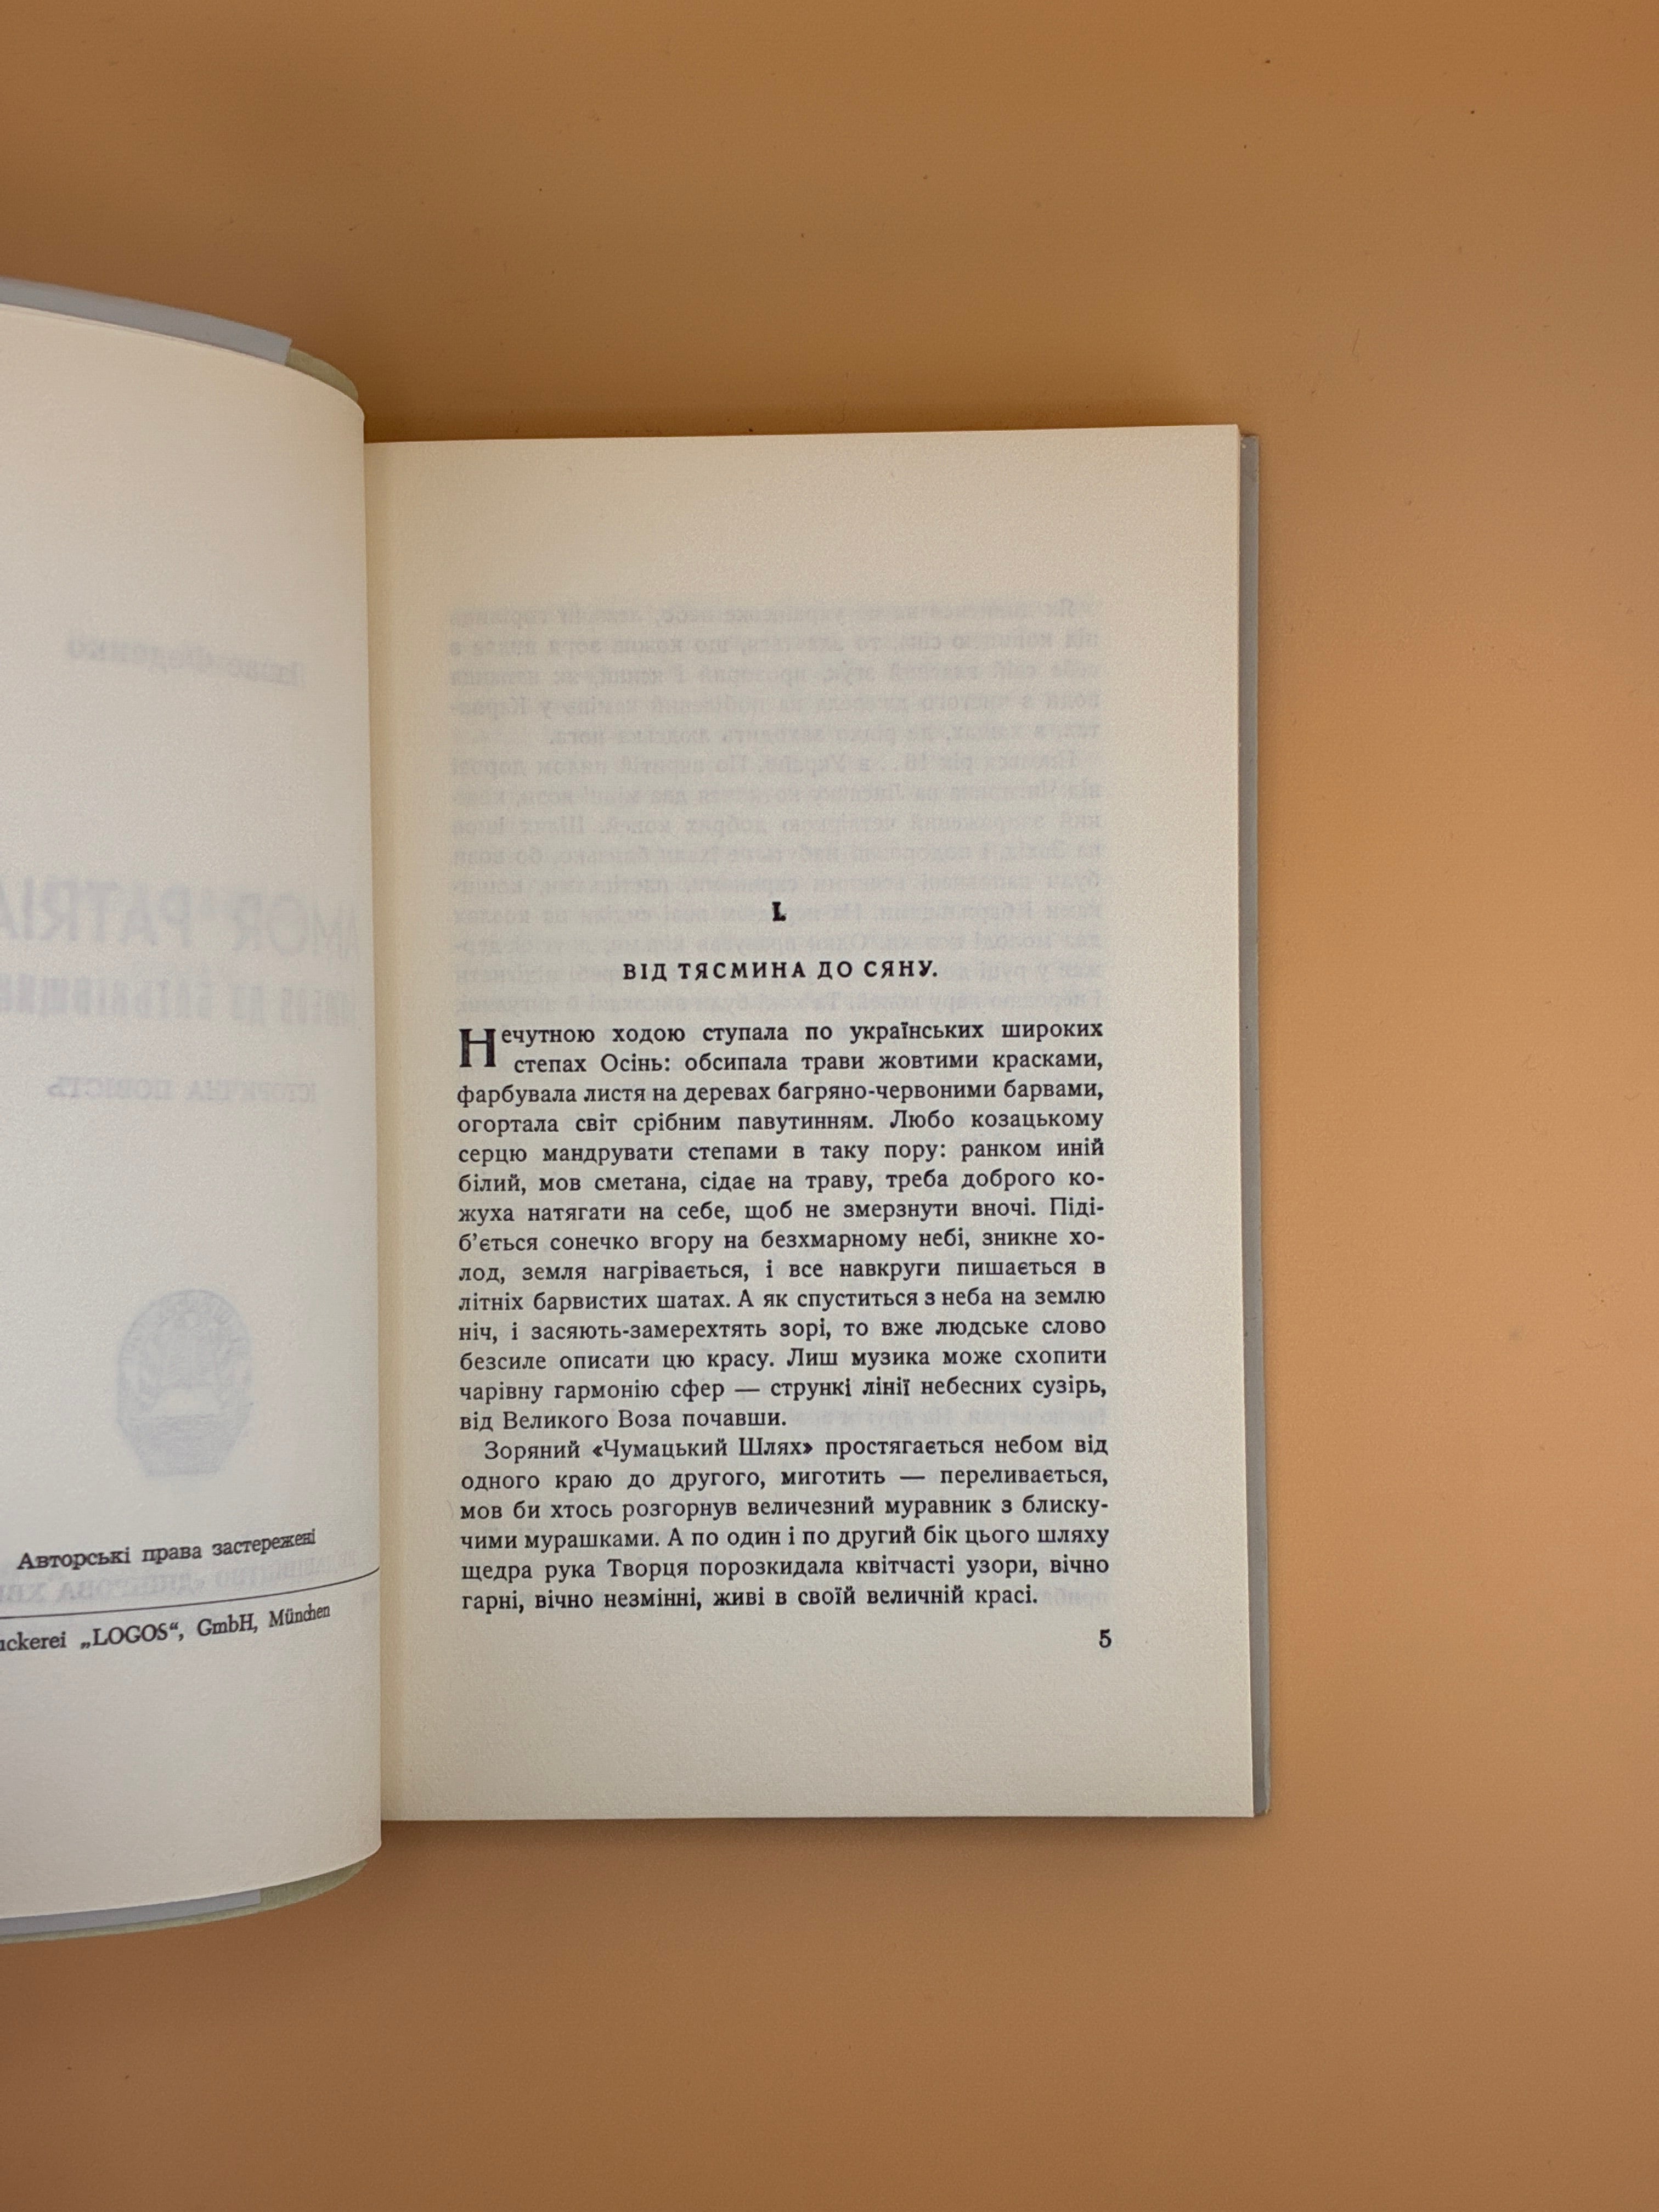 Авторські права застережені
uckerei „LOGOS“, GmbH, München
I.
ВІД ТЯСМИНА ДО СЯНУ.
Нечутною ходою ступала по українських широких
степах Осінь: обсипала трави жовтими красками,
фарбувала листя на деревах багряно-червоними барвами,
огортала світ срібним павутинням. Любо козацькому
серцю мандрувати степами в таку пору: ранком иній
білий, мов сметана, сідає на траву, треба доброго ко-
жуха натягати на себе, щоб не змерзнути вночі. Піді-
б’ється сонечко вгору на безхмарному небі, зникне хо-
лод, земля нагрівається, і все навкруги пишається в
літніх барвистих шатах. А як спуститься з неба на землю
ніч, і засяють-замерехтять зорі, то вже людське слово
безсиле описати цю красу. Лиш музика може схопити
чарівну гармонію сфер — стрункі лінії небесних сузірь,
від Великого Воза почавши.
Зоряний «Чумацький Шлях» простягається небом від
одного краю до другого, миготить — переливається,
мов би хтось розгорнув величезний муравник з блиску-
чими мурашками. А по один і по другий бік цього шляху
щедра рука Творця порозкидала квітчасті узори, вічно
гарні, вічно незмінні, живі в своїй величній красі.
5